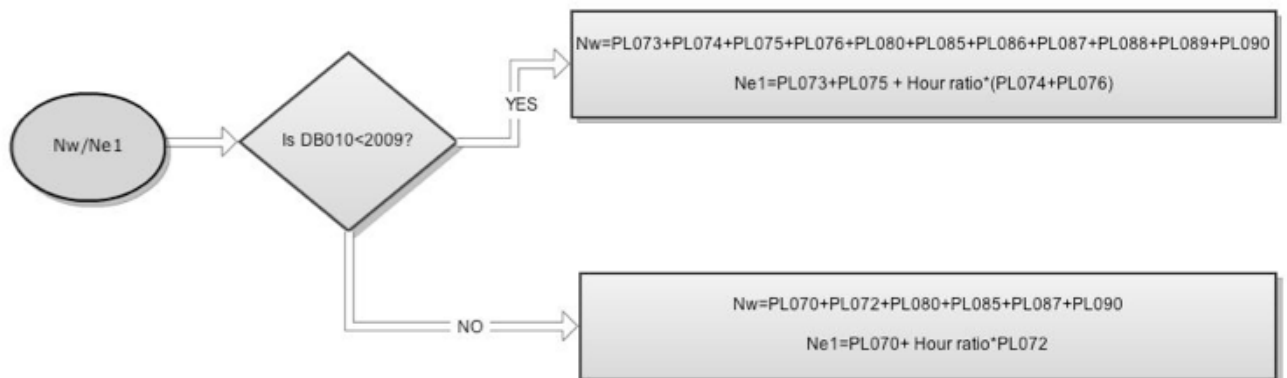 Nw/Ne1
Is DB010<2009?
YES
Nw=PL073+PL074+PL075+PL076+PL080+PL085+PL086+PL087+PL088+PL089+PL090
Ne1=PL073+PL075 + Hour ratio*(PL074+PL076)
NO
Nw=PL070+PL072+PL080+PL085+PL087+PL090
Ne1=PL070+ Hour ratio*PL072